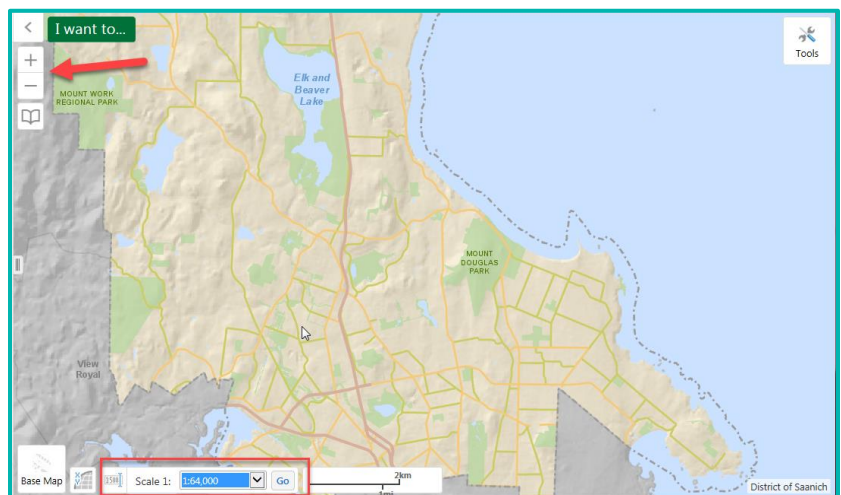 I want to...
Tools
Elk and
Beaver
Lake
MOUNT WORK
REGIONAL PARK
MOUNT
DOUGLAS
PARK
View
Royal
Base Map
Scale 1:
1:64,000
Go
2km
1mi
District of Saanich